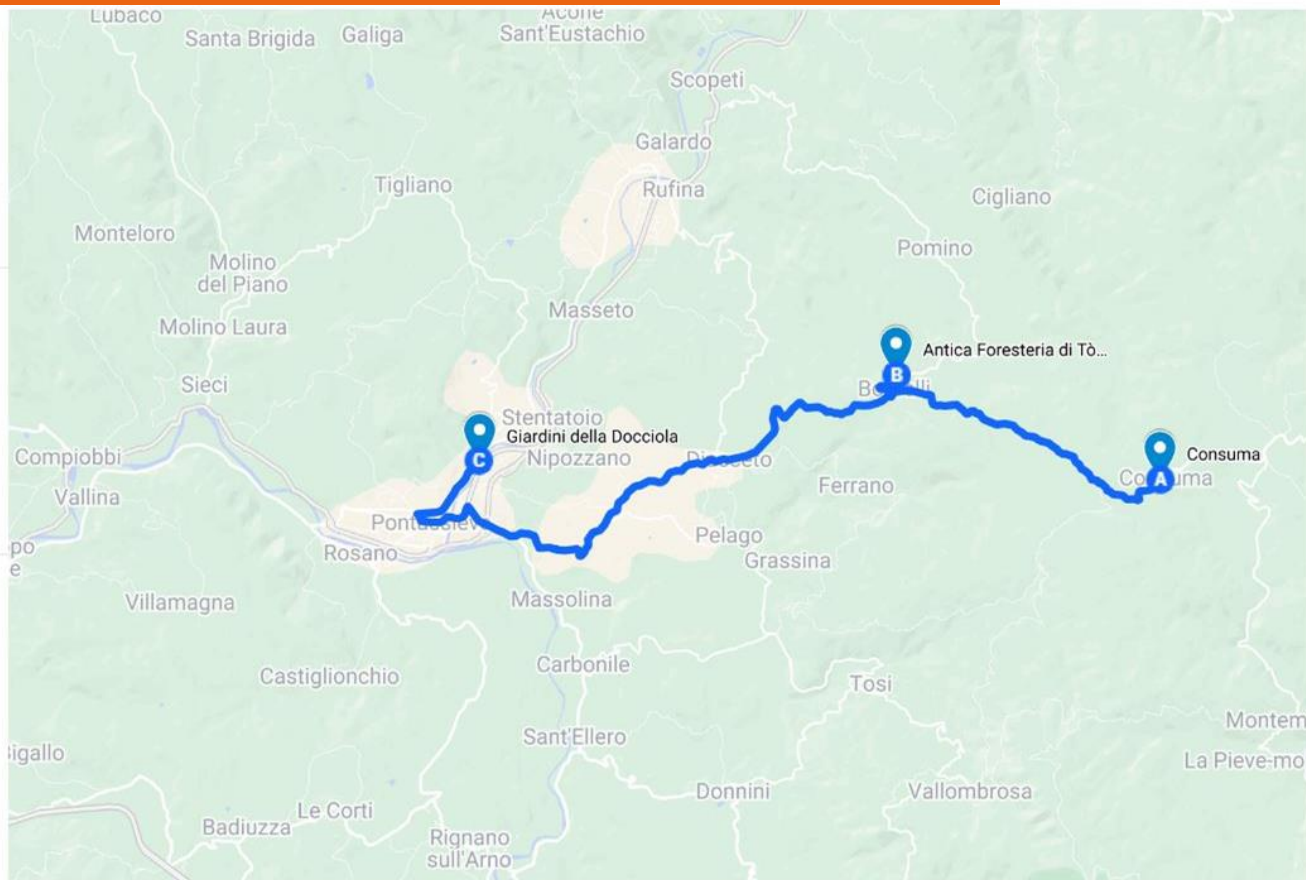 Lubaco
Acone
Sant'Eustachio
Santa Brigida
Galiga
Scopeti
Galardo
Rufina
Tigliano
Cigliano
Monteloro
Pomino
Molino
del Piano
Masseto
Molino Laura
Antica Foresteria di Tò...
B
Sieci
Stentatoio
Giardini della Docciola
Consuma
Compiobbi
C
Nipozzano
Ferrano
A
Vallina
Pelago
Rosano
Grassina
Villamagna
Massolina
Carbonile
Castiglionchio
Tosi
Sant'Ellero
Donnini
Vallombrosa
Le Corti
Badiuzza
Rignano
sull'Arno